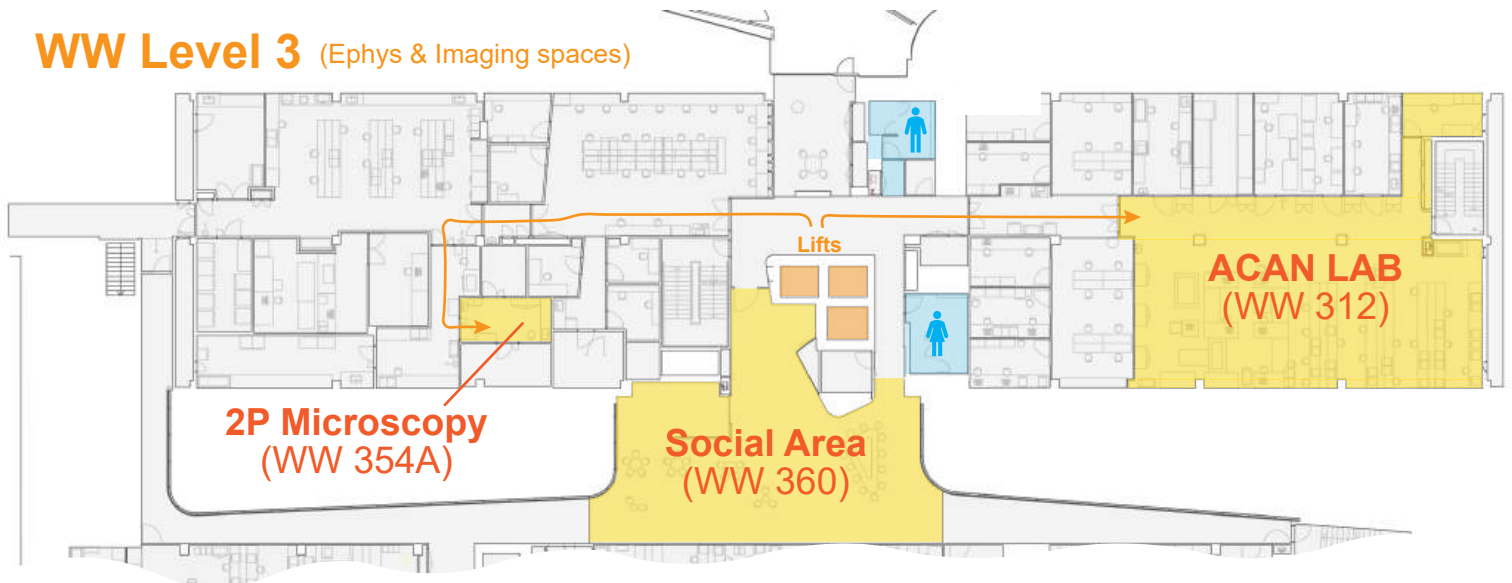 WW Level 3 (Ephys & Imaging spaces)
Lifts
ACAN LAB
(WW 312)
2P Microscopy
(WW 354A)
Social Area
(WW 360)